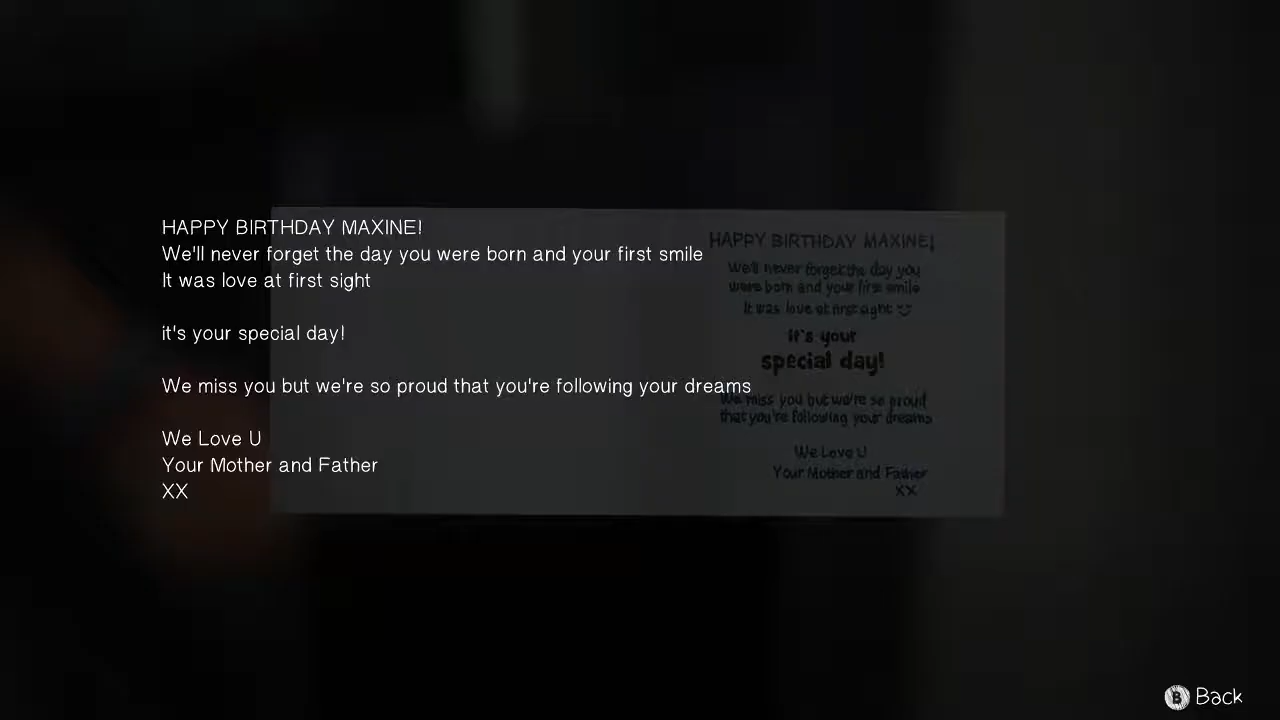 HAPPY BIRTHDAY MAXINE!
We'll never forget the day you were born and your first smile
It was love at first sight
it's your special day!
We miss you but we're so proud that you're following your dreams
We Love U
Your Mother and Father
XX
HAPPY BIRTHDAY MAXINE!
We'll never forget the day you
were born and your first smile
It was love at first sight
it's your
special day!
We miss you but we're so proud
that you're following your dreams
We Love U
Your Mother and Father
XX
B Back